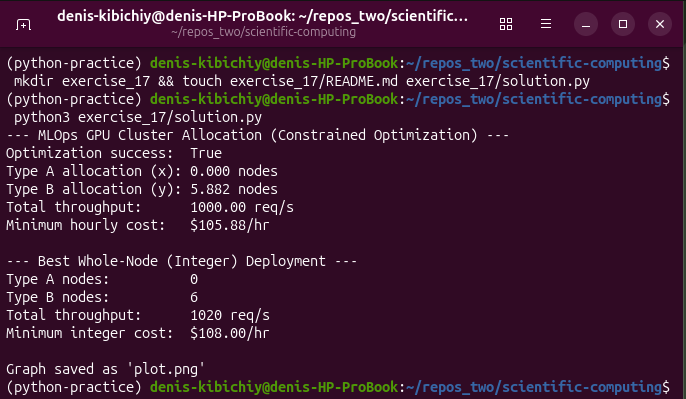 denis-kibichiy@denis-HP-ProBook: ~/repos_two/scientific...
~/repos_two/scientific-computing
(python-practice) denis-kibichiy@denis-HP-ProBook:~/repos_two/scientific-computing$
 mkdir exercise_17 && touch exercise_17/README.md exercise_17/solution.py
(python-practice) denis-kibichiy@denis-HP-ProBook:~/repos_two/scientific-computing$
 python3 exercise_17/solution.py
--- MLOps GPU Cluster Allocation (Constrained Optimization) ---
Optimization success:  True
Type A allocation (x): 0.000 nodes
Type B allocation (y): 5.882 nodes
Total throughput:      1000.00 req/s
Minimum hourly cost:   $105.88/hr

--- Best Whole-Node (Integer) Deployment ---
Type A nodes:          0
Type B nodes:          6
Total throughput:      1020 req/s
Minimum integer cost:  $108.00/hr

Graph saved as 'plot.png'
(python-practice) denis-kibichiy@denis-HP-ProBook:~/repos_two/scientific-computing$